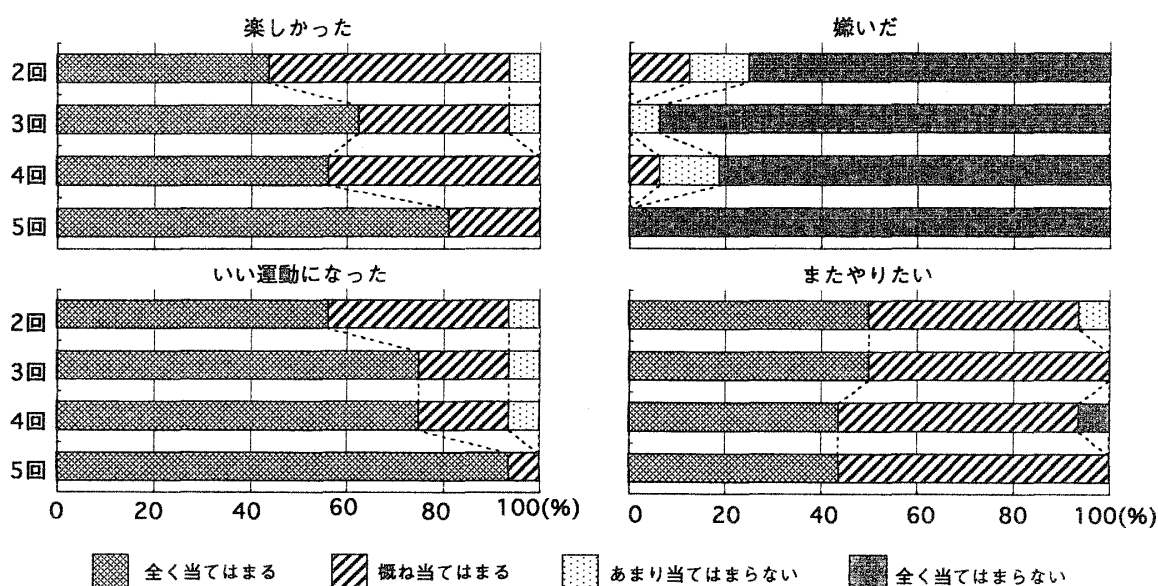 楽しかった
嫌いだ
2回
3回
4回
5回
いい運動になった
またやりたい
2回
3回
4回
5回
0 20 40 60 80 100(%)
0 20 40 60 80 100(%)
全く当てはまる 概ね当てはまる あまり当てはまらない 全く当てはまらない